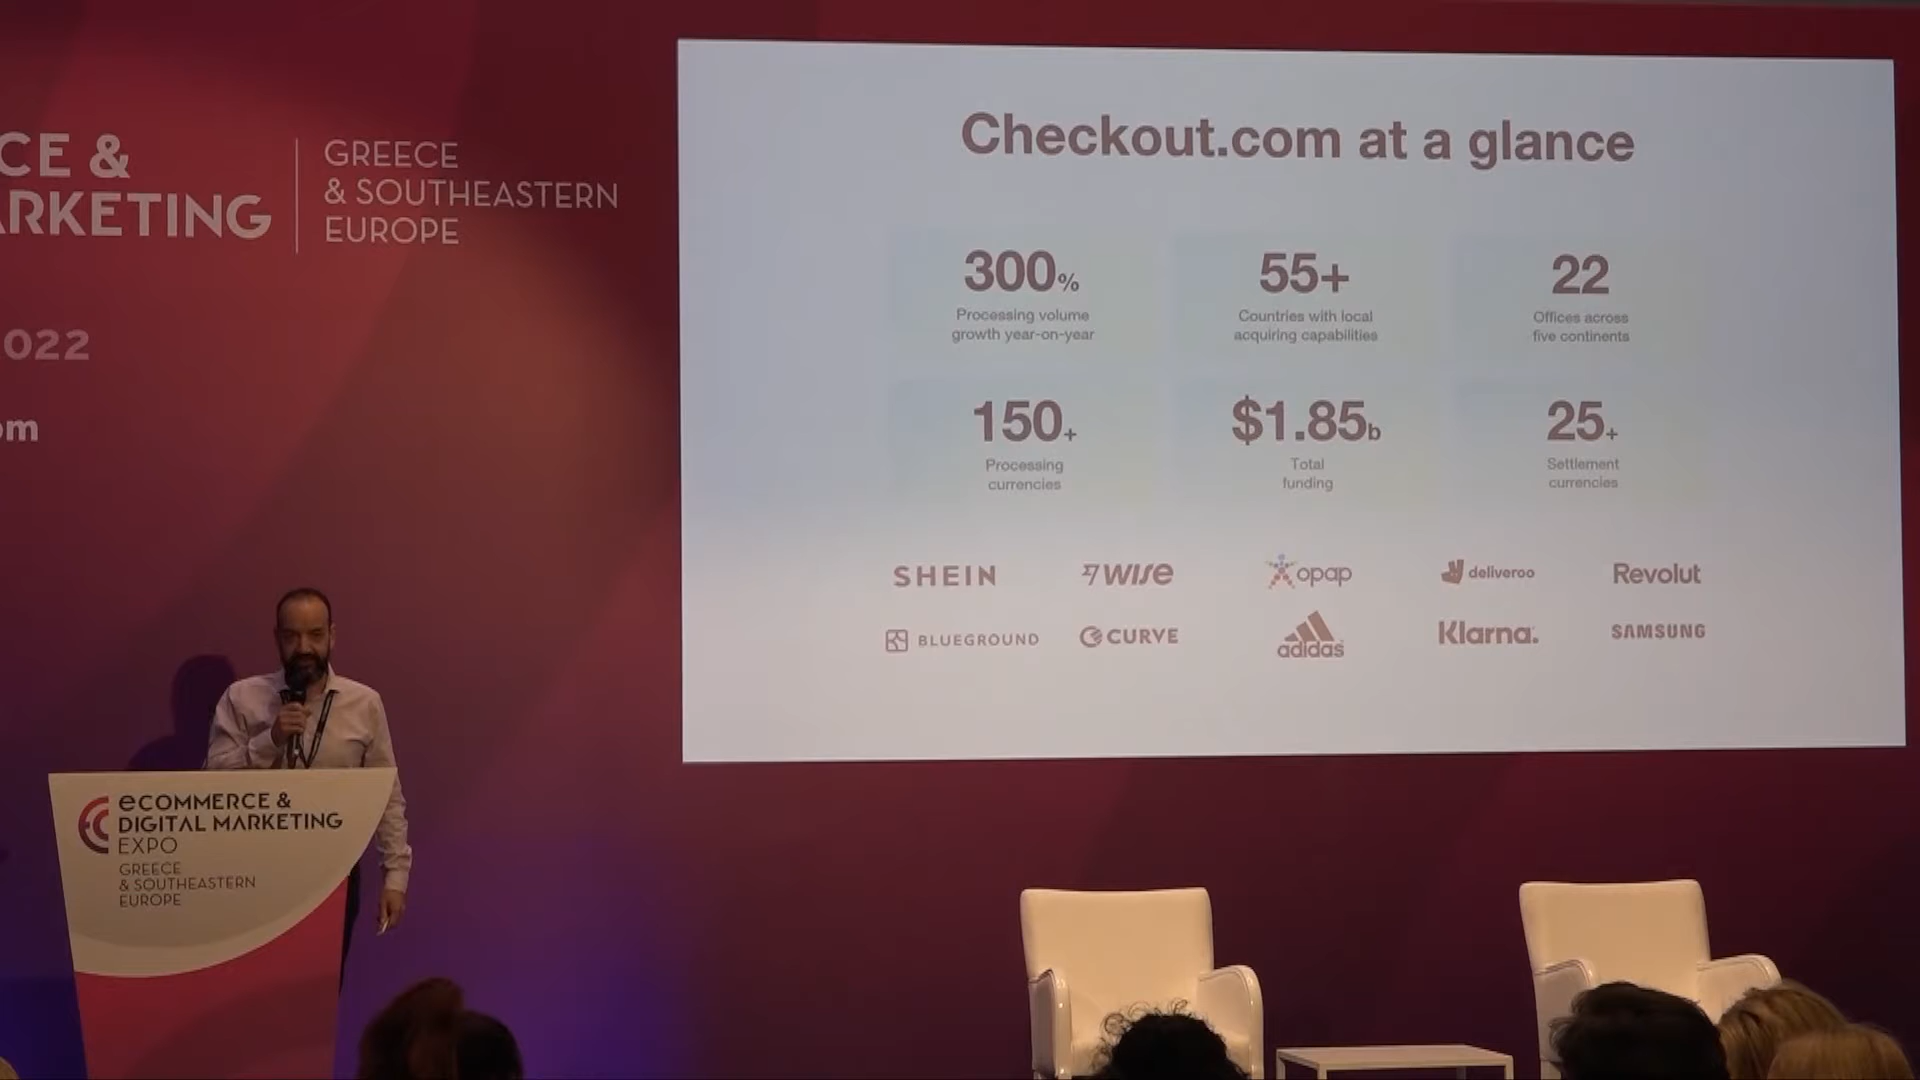 CE &
ARKETING
GREECE
& SOUTHEASTERN
EUROPE
022
om
Checkout.com at a glance
300%
Processing volume
growth year-on-year
55+
Countries with local
acquiring capabilities
22
Offices across
five continents
150+
Processing
currencies
$1.85b
Total
funding
25+
Settlement
currencies
SHEIN
WISE
opap
deliveroo
Revolut
BLUEGROUND
CURVE
adidas
Klarna.
SAMSUNG
eCOMMERCE &
DIGITAL MARKETING
EXPO
GREECE
& SOUTHEASTERN
EUROPE